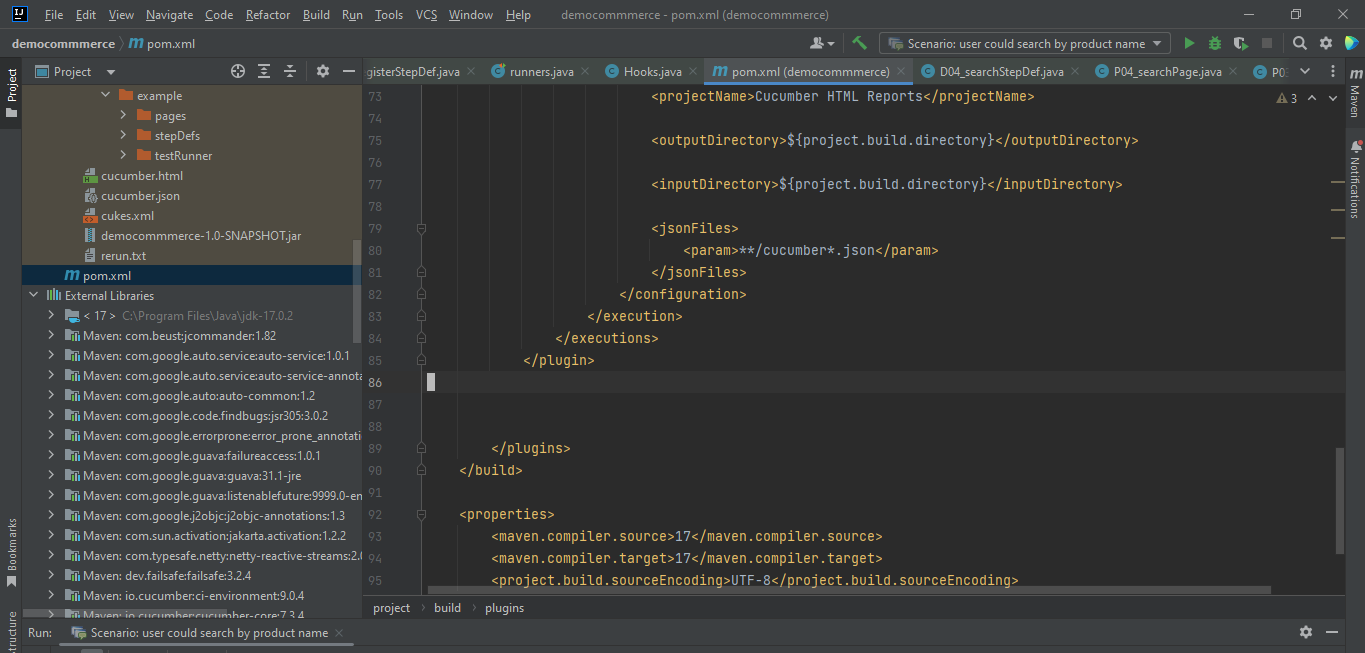 File Edit View Navigate Code Refactor Build Run Tools VCS Window Help democommmerce - pom.xml (democommmerce)
democommmerce pom.xml Scenario: user could search by product name
Project gisterStepDef.java runners.java Hooks.java pom.xml (democommmerce) D04_searchStepDef.java P04_searchPage.java P03
Project
Maven
Notifications
Bookmarks
tructure
example
pages
stepDefs
testRunner
cucumber.html
cucumber.json
cukes.xml
democommmerce-1.0-SNAPSHOT.jar
rerun.txt
pom.xml
External Libraries
< 17 > C:\Program Files\Java\jdk-17.0.2
Maven: com.beust:jcommander:1.82
Maven: com.google.auto.service:auto-service:1.0.1
Maven: com.google.auto.service:auto-service-annota
Maven: com.google.auto:auto-common:1.2
Maven: com.google.code.findbugs:jsr305:3.0.2
Maven: com.google.errorprone:error_prone_annotati
Maven: com.google.guava:failureaccess:1.0.1
Maven: com.google.guava:guava:31.1-jre
Maven: com.google.guava:listenablefuture:9999.0-em
Maven: com.google.j2objc:j2objc-annotations:1.3
Maven: com.sun.activation:jakarta.activation:1.2.2
Maven: com.typesafe.netty:netty-reactive-streams:2.0
Maven: dev.failsafe:failsafe:3.2.4
Maven: io.cucumber:ci-environment:9.0.4
Maven: io.cucumber:cucumber-core:7.3.4
73 <projectName>Cucumber HTML Reports</projectName> 3
74
75 <outputDirectory>${project.build.directory}</outputDirectory>
76
77 <inputDirectory>${project.build.directory}</inputDirectory>
78
79 <jsonFiles>
80 <param>**/cucumber*.json</param>
81 </jsonFiles>
82 </configuration>
83 </execution>
84 </executions>
85 </plugin>
86
87
88
89 </plugins>
90 </build>
91
92 <properties>
93 <maven.compiler.source>17</maven.compiler.source>
94 <maven.compiler.target>17</maven.compiler.target>
95 <project.build.sourceEncoding>UTF-8</project.build.sourceEncoding>
project build plugins
Run: Scenario: user could search by product name